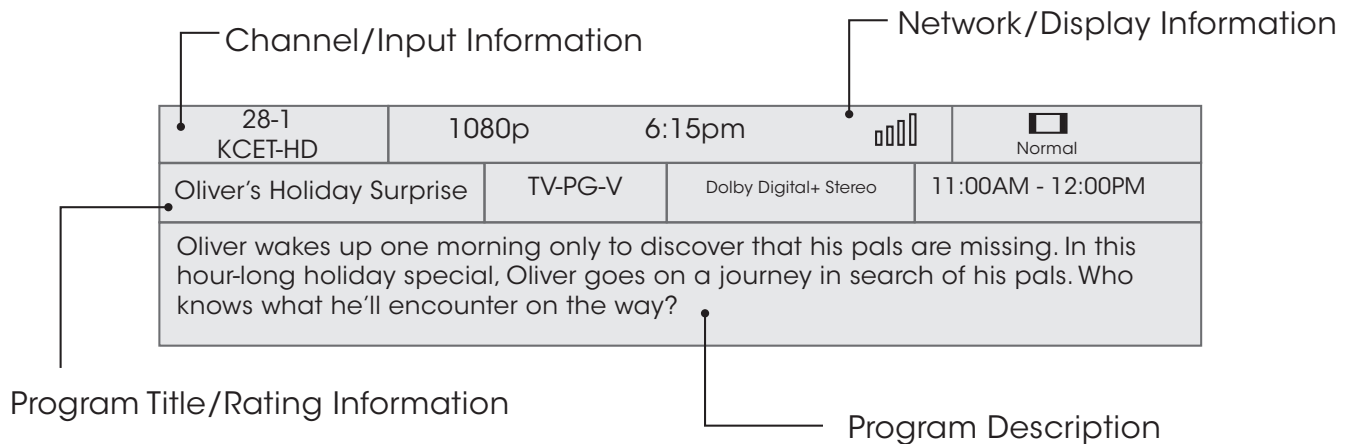 Channel/Input Information
Network/Display Information
28-1
KCET-HD
1080p
6:15pm
Normal
Oliver's Holiday Surprise
TV-PG-V
Dolby Digital+ Stereo
11:00AM - 12:00PM
Oliver wakes up one morning only to discover that his pals are missing. In this
hour-long holiday special, Oliver goes on a journey in search of his pals. Who
knows what he'll encounter on the way?
Program Title/Rating Information
Program Description